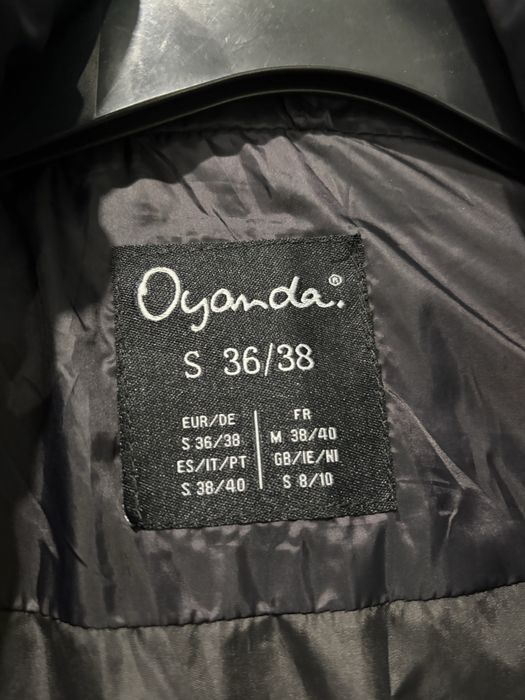 Oyanda.®
S 36/38
EUR/DE
S 36/38
ES/IT/PT
S 38/40
FR
M 38/40
GB/IE/NI
S 8/10